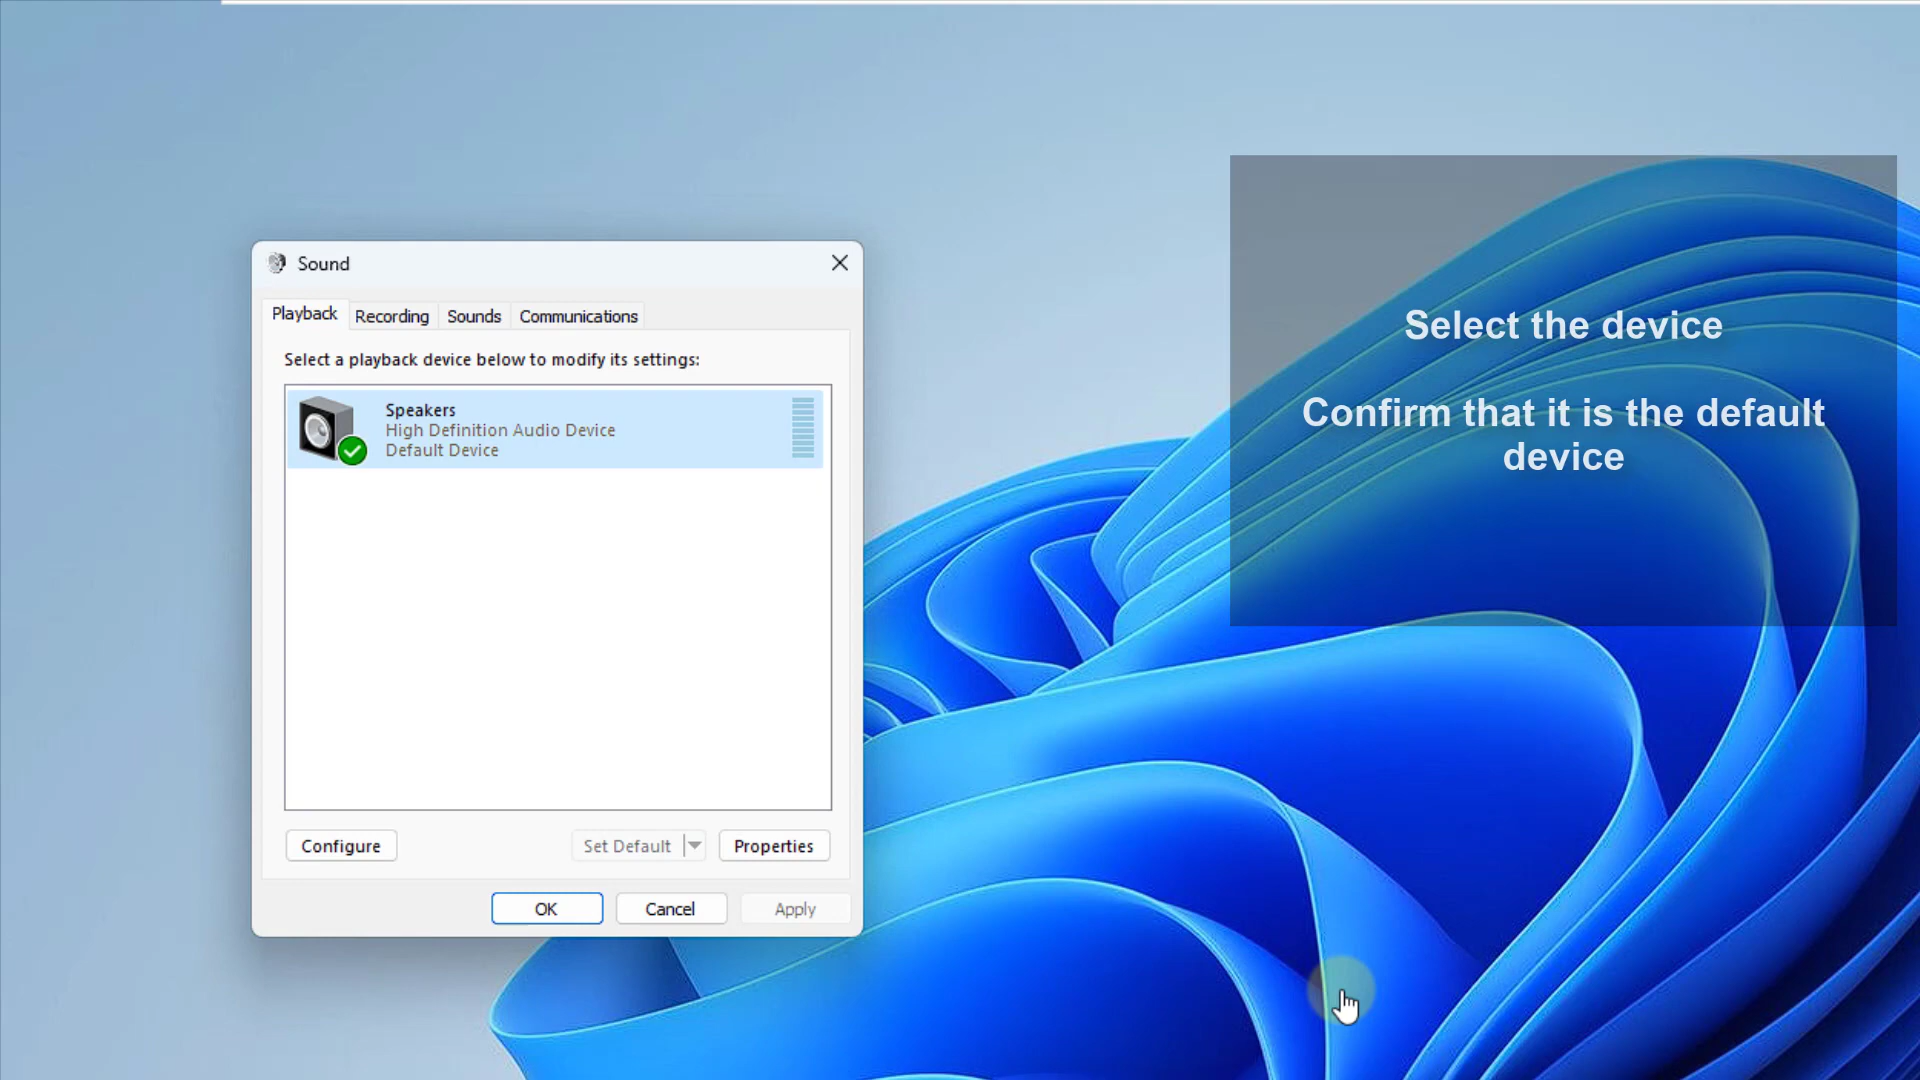 Sound
Playback Recording Sounds Communications
Select a playback device below to modify its settings:
Speakers
High Definition Audio Device
Default Device
Configure Set Default Properties
OK Cancel Apply
Select the device
Confirm that it is the default
device